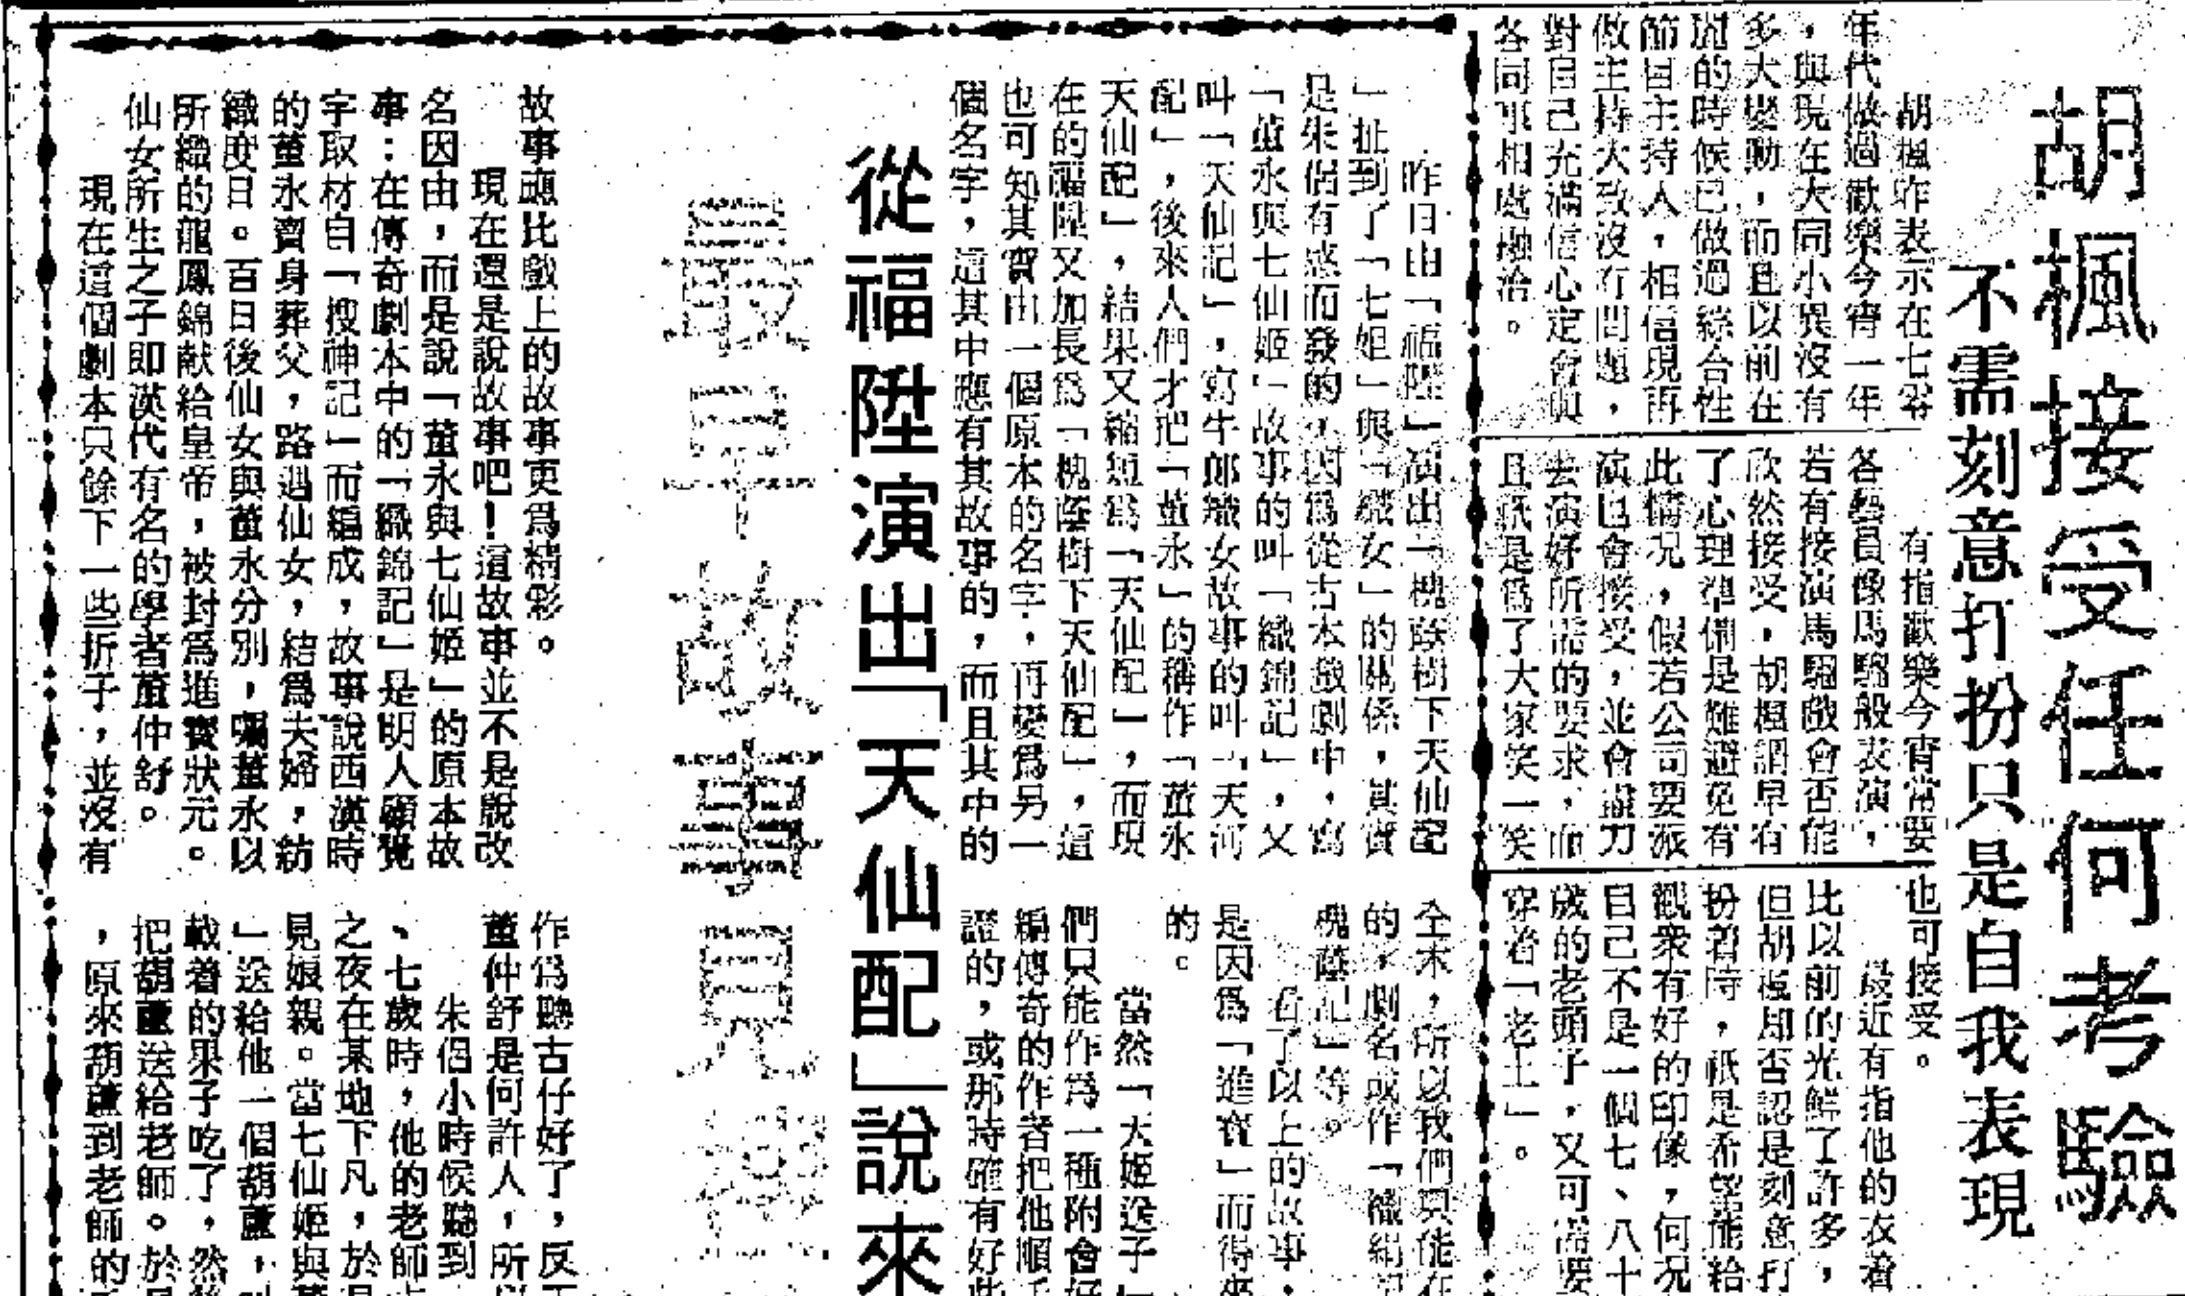 胡楓接受任何考驗
不需刻意打扮只是自我表現
胡楓昨表示在七零
年代做過歡樂今宵一年
，與現在大同小異沒有
多大變動，而且以前在
麗的時候已做過綜合性
節目主持人，相信現再
做主持大致沒有問題，
對自己充滿信心定會與
各同事相處融洽。
有指歡樂今宵常要
各藝員像馬騮般表演，
若有接演馬騮戲會否能
欣然接受，胡楓謂早有
了心理準備是難避免有
此情況，假若公司要派
演也會接受，並會盡力
去演好所需的要求，而
且祇是為了大家笑一笑
也可接受。
最近有指他的衣着
比以前的光鮮了許多，
但胡楓却否認是刻意打
扮着時，祇是希望能給
觀衆有好的印像，何况
自己不是一個七、八十
歲的老頭子，又可需要
穿着「老土」。
從福陞演出「天仙配」說來
昨日由「福陞」演出「槐蔭樹下天仙配
」扯到了「七姐」與「織女」的關係，其實
是朱侶有感而發的，因為從古本戲劇中，寫
「董永與七仙姬」故事的叫「織錦記」，又
叫「天仙記」，寫牛郎織女故事的叫「天河
配」，後來人們才把「董永」的稱作「董永
天仙配」，結果又縮短為「天仙配」，而現
在的福陞又加長為「槐蔭樹下天仙配」，這
也可知其實由一個原本的名字，再變爲另一
個名字，這其中應有其故事的，而且其中的
故事應比戲上的故事更爲精彩。
現在還是說故事吧！這故事並不是說改
名因由，而是說「董永與七仙姬」的原本故
事：在傳奇劇本中的「織錦記」是明人顧覺
宇取材自「搜神記」而編成，故事說西漢時
的董永賣身葬父，路遇仙女，結爲夫婦，紡
織度日。百日後仙女與董永分別，囑董永以
所織的龍鳳錦献給皇帝，被封爲進寶狀元。
仙女所生之子即漢代有名的學者董仲舒。
現在這個劇本只餘下一些折子，並沒有
全本，所以我們只能在
的，劇名或作「織絹記
槐蔭記」等。
看了以上的故事，
是因爲「進寶」而得來
的。
當然「大姬送子」
們只能作爲一種附會好
編傳奇的作者把他順手
證的，或那時確有好些
作爲聽古仔好了，反正
董仲舒是何許人，所以
朱侶小時候聽到
、七歲時，他的老師
之夜在某地下凡，於是
見娘親。當七仙姬與董
」送給他一個葫蘆，叫
載着的果子吃了，然後
把葫蘆送給老師。於是
，原來葫蘆到老師的手